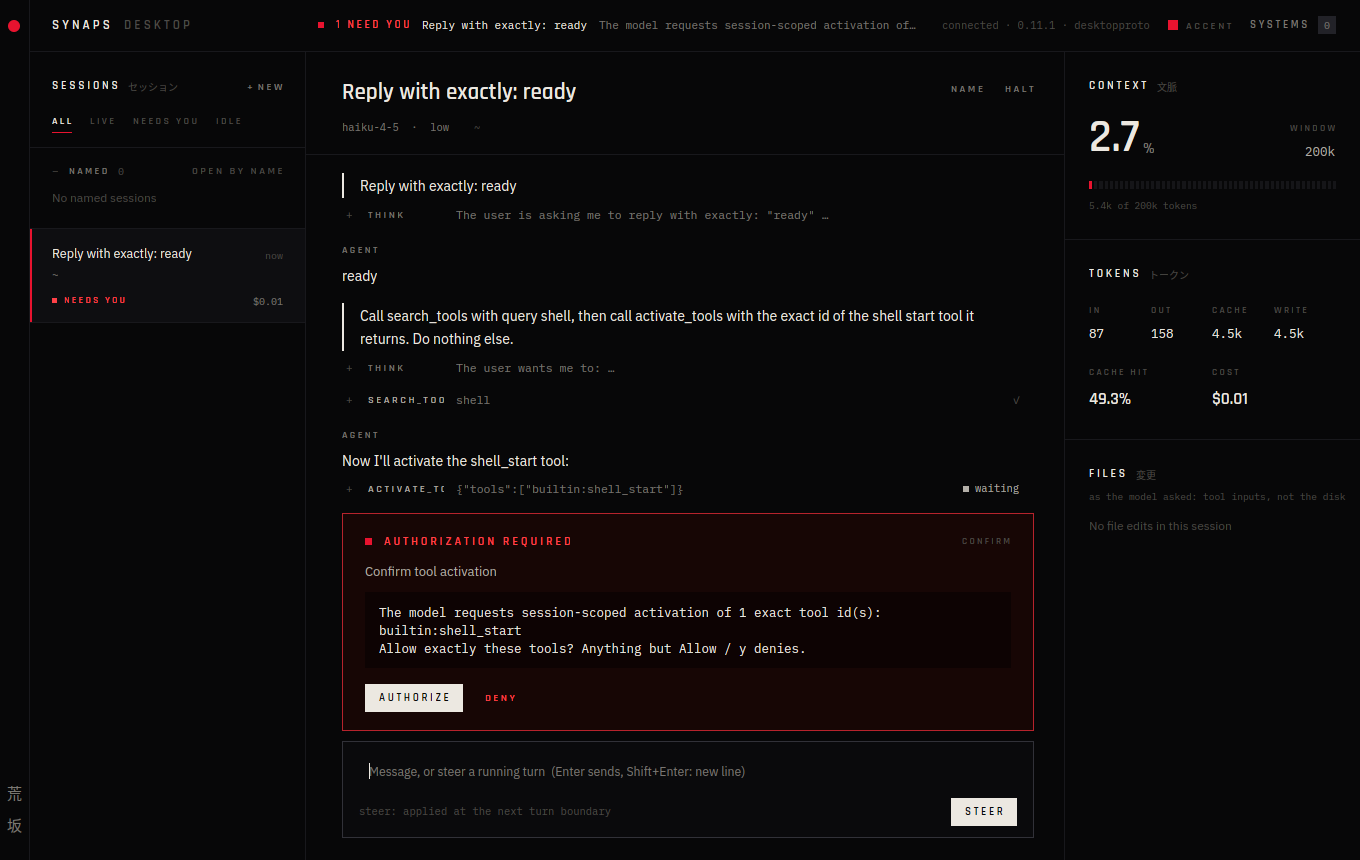 SYNAPS DESKTOP
1 NEED YOU Reply with exactly: ready The model requests session-scoped activation of…
connected · 0.11.1 · desktopproto
ACCENT
SYSTEMS 0
荒
坂
SESSIONS セッション
+ NEW
ALL LIVE NEEDS YOU IDLE
— NAMED 0
OPEN BY NAME
No named sessions
Reply with exactly: ready
now
~
NEEDS YOU
$0.01
Reply with exactly: ready
NAME HALT
haiku-4-5 · low ~
Reply with exactly: ready
+ THINK The user is asking me to reply with exactly: "ready" …
AGENT
ready
Call search_tools with query shell, then call activate_tools with the exact id of the shell start tool it
returns. Do nothing else.
+ THINK The user wants me to: …
+ SEARCH_TOO shell √
AGENT
Now I'll activate the shell_start tool:
+ ACTIVATE_TO {"tools":["builtin:shell_start"]} waiting
AUTHORIZATION REQUIRED
CONFIRM
Confirm tool activation
The model requests session-scoped activation of 1 exact tool id(s):
builtin:shell_start
Allow exactly these tools? Anything but Allow / y denies.
AUTHORIZE DENY
Message, or steer a running turn (Enter sends, Shift+Enter: new line)
steer: applied at the next turn boundary
STEER
CONTEXT 文脈
2.7 %
WINDOW
200k
5.4k of 200k tokens
TOKENS トークン
IN OUT CACHE WRITE
87 158 4.5k 4.5k
CACHE HIT COST
49.3% $0.01
FILES 変更
as the model asked: tool inputs, not the disk
No file edits in this session